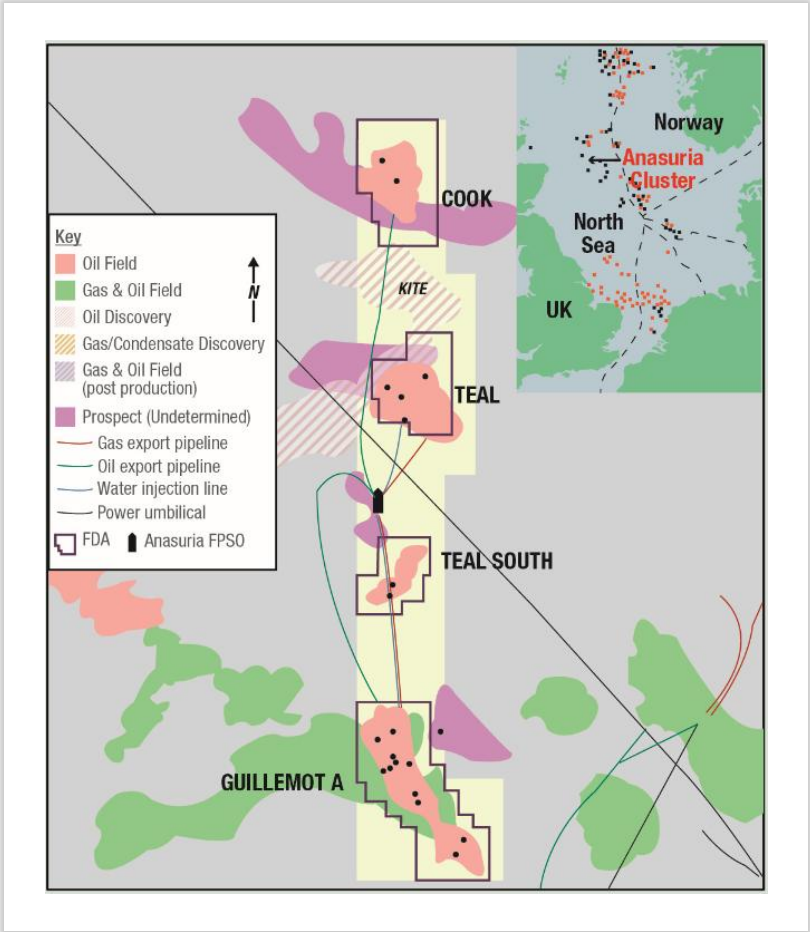 COOK
KITE
TEAL
TEAL SOUTH
GUILLEMOT A
Key
Oil Field
Gas & Oil Field
Oil Discovery
Gas/Condensate Discovery
Gas & Oil Field
(post production)
Prospect (Undetermined)
Gas export pipeline
Oil export pipeline
Water injection line
Power umbilical
FDA
Anasuria FPSO
N
Norway
Anasuria
Cluster
North
Sea
UK